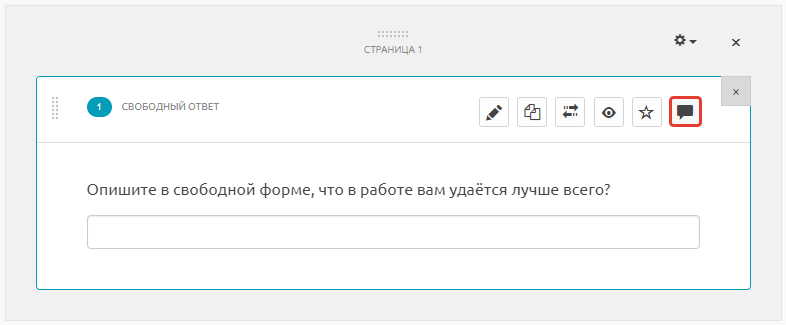 СТРАНИЦА 1
1 СВОБОДНЫЙ ОТВЕТ
Опишите в свободной форме, что в работе вам удаётся лучше всего?